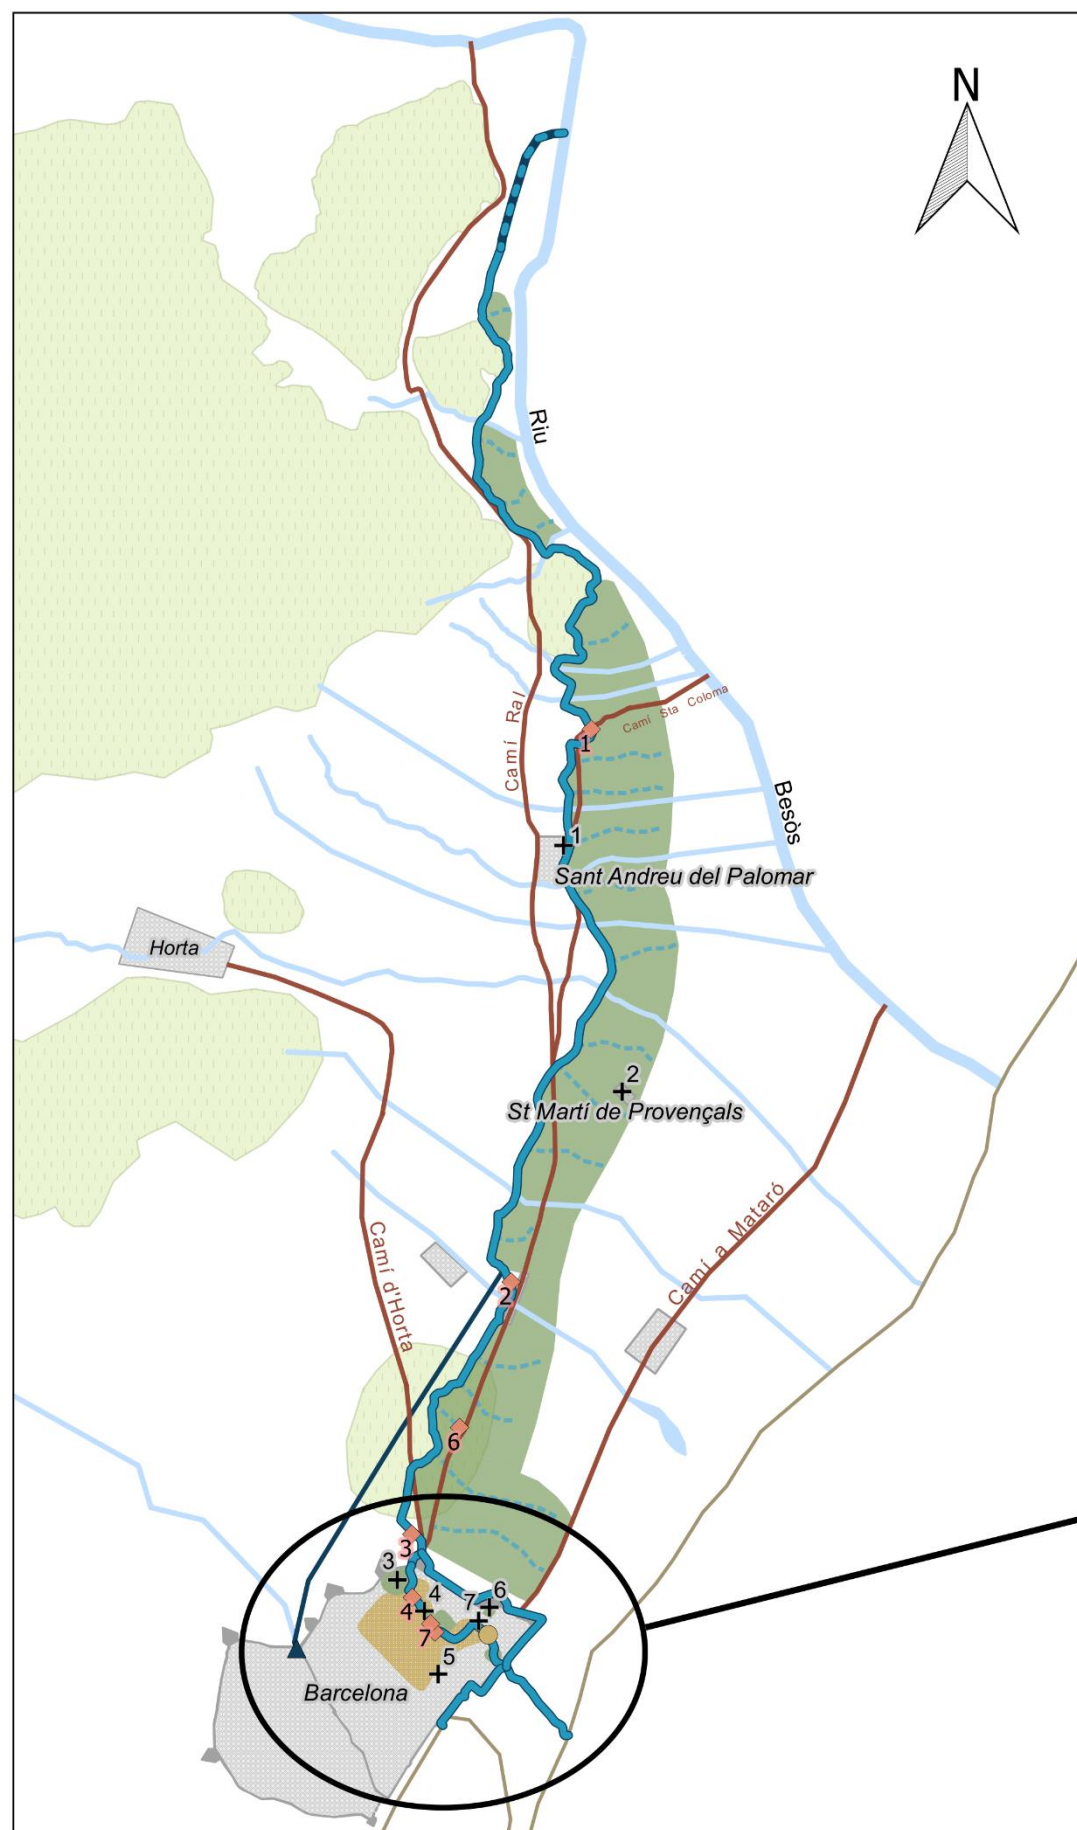 N
Riu
Camí Ral
Camí Sta Coloma
1
Besòs
1
Sant Andreu del Palomar
Horta
2
St Martí de Provençals
Camí a Mataró
Camí d'Horta
2
6
3
3
4
4
6
7
7
5
Barcelona